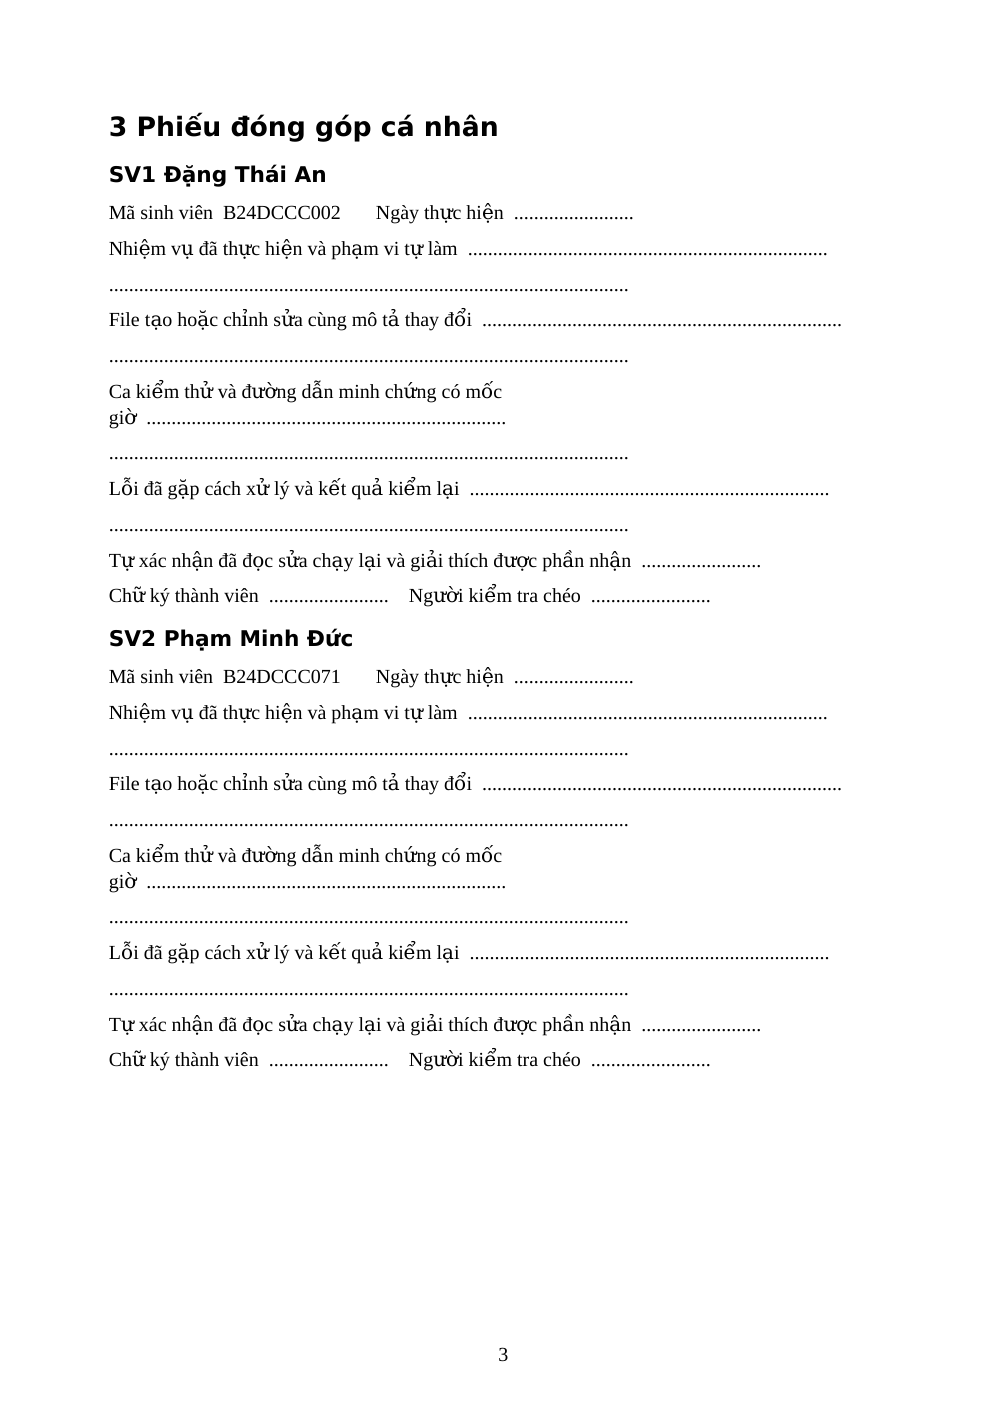 3 Phiếu đóng góp cá nhân
SV1 Đặng Thái An
Mã sinh viên B24DCCC002 Ngày thực hiện ........................
Nhiệm vụ đã thực hiện và phạm vi tự làm ........................................................................
........................................................................................................
File tạo hoặc chỉnh sửa cùng mô tả thay đổi ........................................................................
........................................................................................................
Ca kiểm thử và đường dẫn minh chứng có mốc
giờ ........................................................................
........................................................................................................
Lỗi đã gặp cách xử lý và kết quả kiểm lại ........................................................................
........................................................................................................
Tự xác nhận đã đọc sửa chạy lại và giải thích được phần nhận ........................
Chữ ký thành viên ........................ Người kiểm tra chéo ........................
SV2 Phạm Minh Đức
Mã sinh viên B24DCCC071 Ngày thực hiện ........................
Nhiệm vụ đã thực hiện và phạm vi tự làm ........................................................................
........................................................................................................
File tạo hoặc chỉnh sửa cùng mô tả thay đổi ........................................................................
........................................................................................................
Ca kiểm thử và đường dẫn minh chứng có mốc
giờ ........................................................................
........................................................................................................
Lỗi đã gặp cách xử lý và kết quả kiểm lại ........................................................................
........................................................................................................
Tự xác nhận đã đọc sửa chạy lại và giải thích được phần nhận ........................
Chữ ký thành viên ........................ Người kiểm tra chéo ........................
3